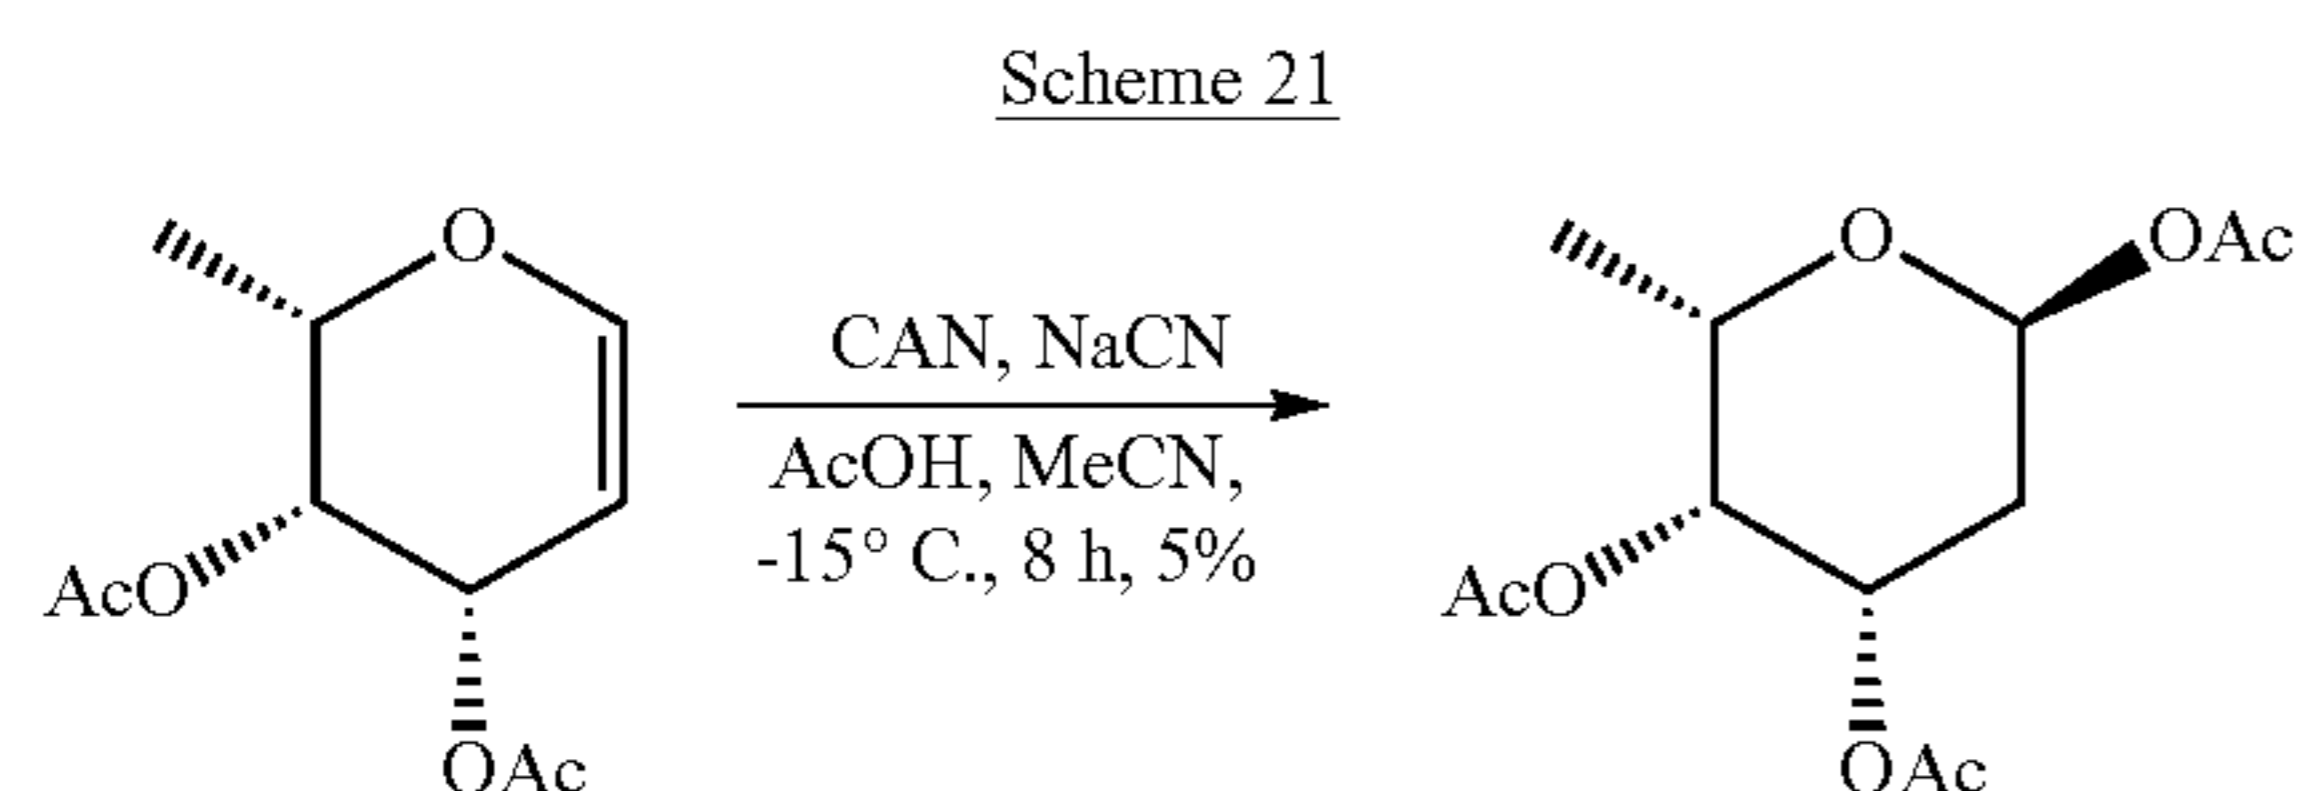 Scheme 21
O
O
OAc
CAN, NaCN
AcOH, MeCN,
-15° C., 8 h, 5%
AcO
AcO
OAc
OAc